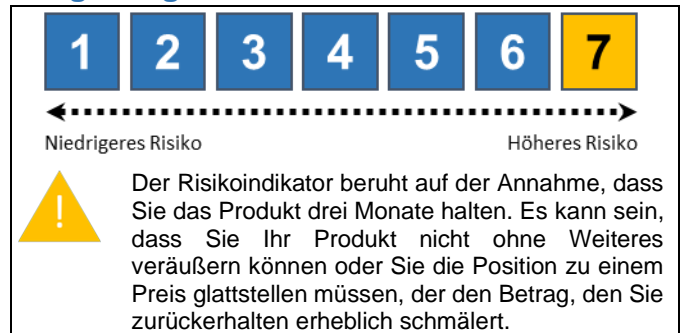 1 2 3 4 5 6 7
Niedrigeres Risiko Höheres Risiko
Der Risikoindikator beruht auf der Annahme, dass
Sie das Produkt drei Monate halten. Es kann sein,
dass Sie Ihr Produkt nicht ohne Weiteres
veräußern können oder Sie die Position zu einem
Preis glattstellen müssen, der den Betrag, den Sie
zurückerhalten erheblich schmälert.